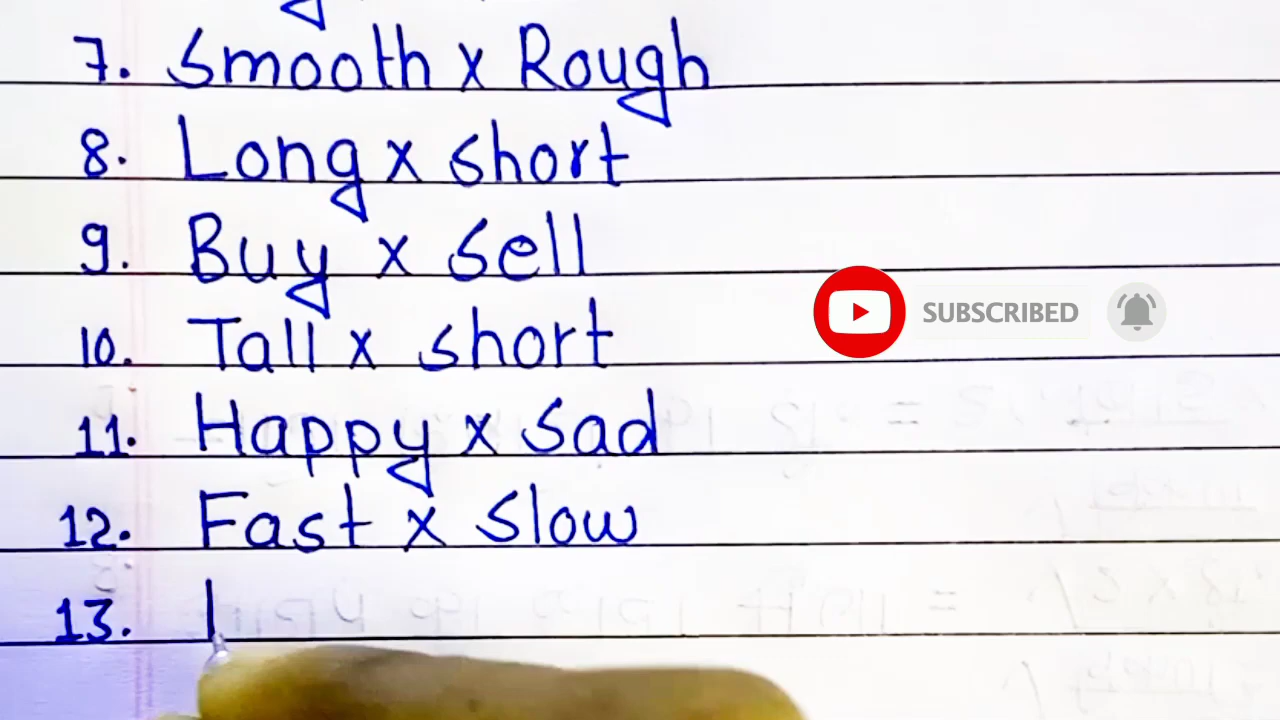 7. Smooth x Rough
8. Long x short
9. Buy x sell
SUBSCRIBED
10. Tall x short
11. Happy x sad
12. Fast x slow
13.